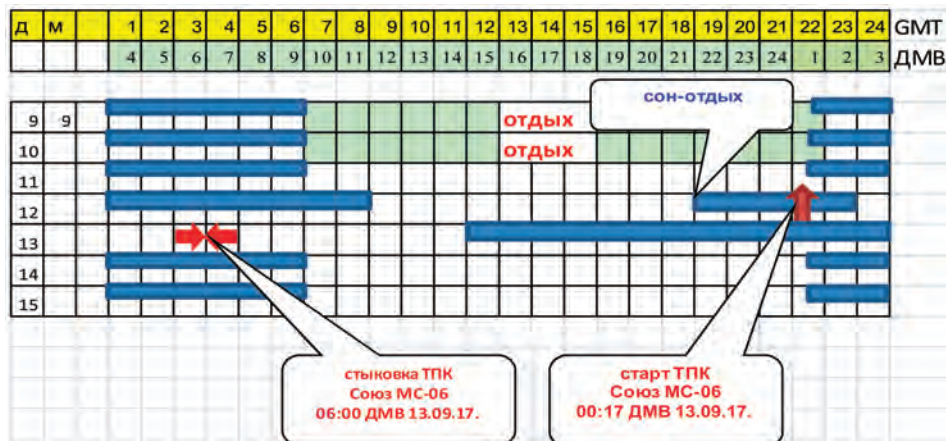 Д М 1 2 3 4 5 6 7 8 9 10 11 12 13 14 15 16 17 18 19 20 21 22 23 24 GMT
4 5 6 7 8 9 10 11 12 13 14 15 16 17 18 19 20 21 22 23 24 1 2 3 ДМВ
сон-отдых
9 9 отдых
10 отдых
11
12
13
14
15
стыковка ТПК
Союз МС-06
06:00 ДМВ 13.09.17.
старт ТПК
Союз МС-06
00:17 ДМВ 13.09.17.